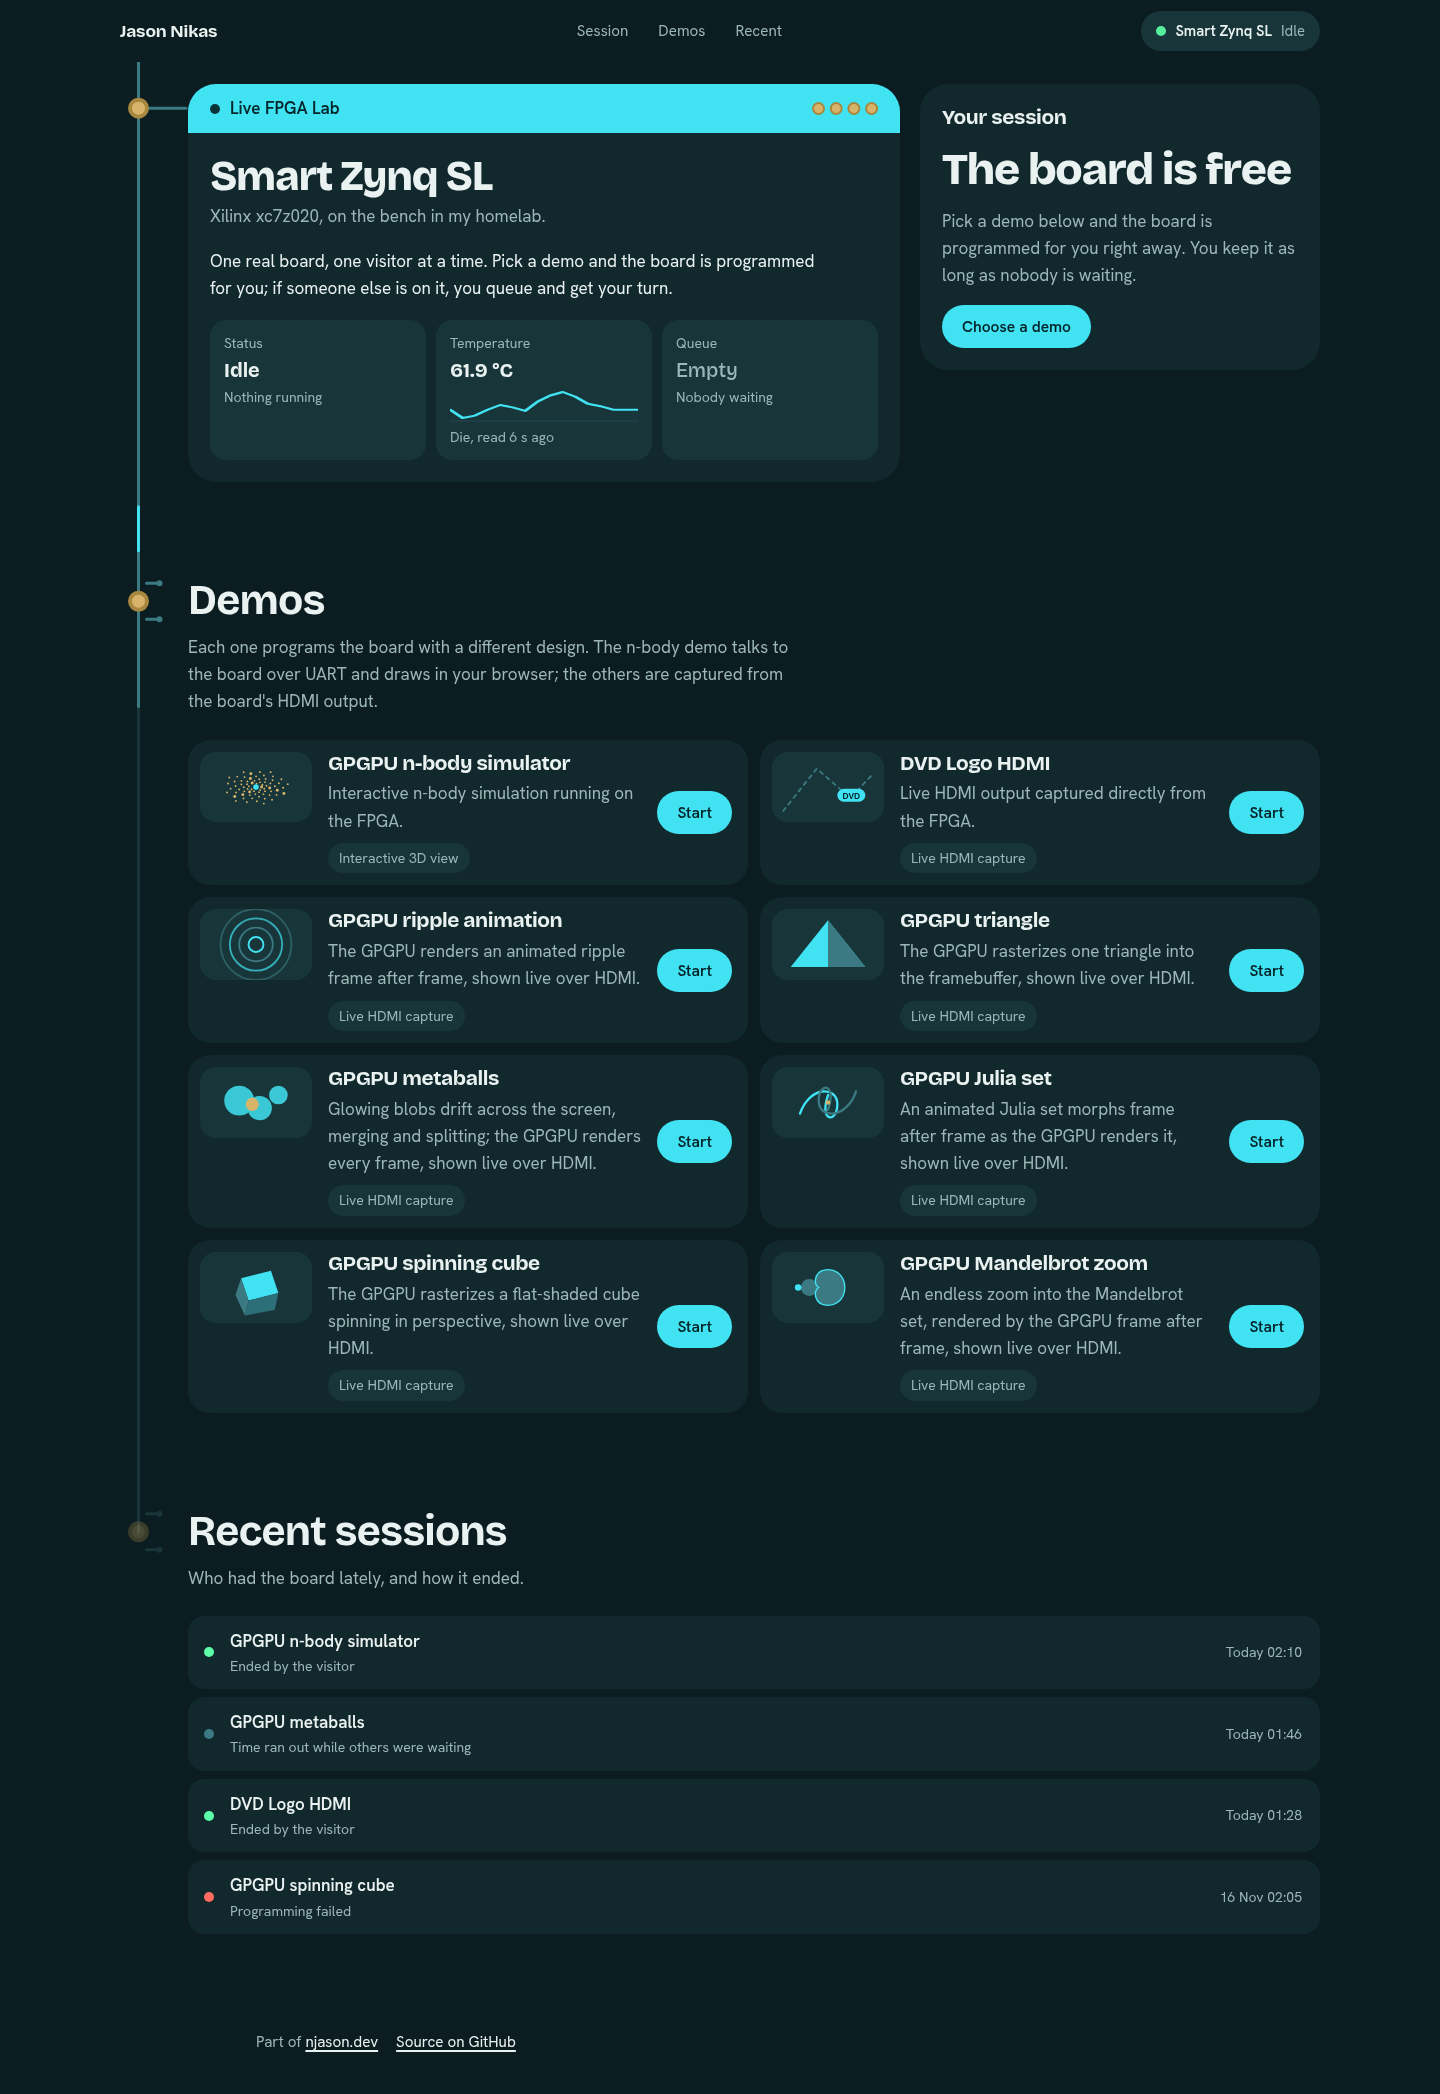 Jason Nikas
Session
Demos
Recent
Smart Zynq SL Idle
Live FPGA Lab
Smart Zynq SL
Xilinx xc7z020, on the bench in my homelab.
One real board, one visitor at a time. Pick a demo and the board is programmed
for you; if someone else is on it, you queue and get your turn.
Status
Idle
Nothing running
Temperature
61.9 °C
Die, read 6 s ago
Queue
Empty
Nobody waiting
Your session
The board is free
Pick a demo below and the board is
programmed for you right away. You keep it as
long as nobody is waiting.
Choose a demo
Demos
Each one programs the board with a different design. The n-body demo talks to
the board over UART and draws in your browser; the others are captured from
the board's HDMI output.
GPGPU n-body simulator
Interactive n-body simulation running on
the FPGA.
Interactive 3D view
Start
DVD
DVD Logo HDMI
Live HDMI output captured directly from
the FPGA.
Live HDMI capture
Start
GPGPU ripple animation
The GPGPU renders an animated ripple
frame after frame, shown live over HDMI.
Live HDMI capture
Start
GPGPU triangle
The GPGPU rasterizes one triangle into
the framebuffer, shown live over HDMI.
Live HDMI capture
Start
GPGPU metaballs
Glowing blobs drift across the screen,
merging and splitting; the GPGPU renders
every frame, shown live over HDMI.
Live HDMI capture
Start
GPGPU Julia set
An animated Julia set morphs frame
after frame as the GPGPU renders it,
shown live over HDMI.
Live HDMI capture
Start
GPGPU spinning cube
The GPGPU rasterizes a flat-shaded cube
spinning in perspective, shown live over
HDMI.
Live HDMI capture
Start
GPGPU Mandelbrot zoom
An endless zoom into the Mandelbrot
set, rendered by the GPGPU frame after
frame, shown live over HDMI.
Live HDMI capture
Start
Recent sessions
Who had the board lately, and how it ended.
GPGPU n-body simulator
Ended by the visitor
Today 02:10
GPGPU metaballs
Time ran out while others were waiting
Today 01:46
DVD Logo HDMI
Ended by the visitor
Today 01:28
GPGPU spinning cube
Programming failed
16 Nov 02:05
Part of njason.dev
Source on GitHub